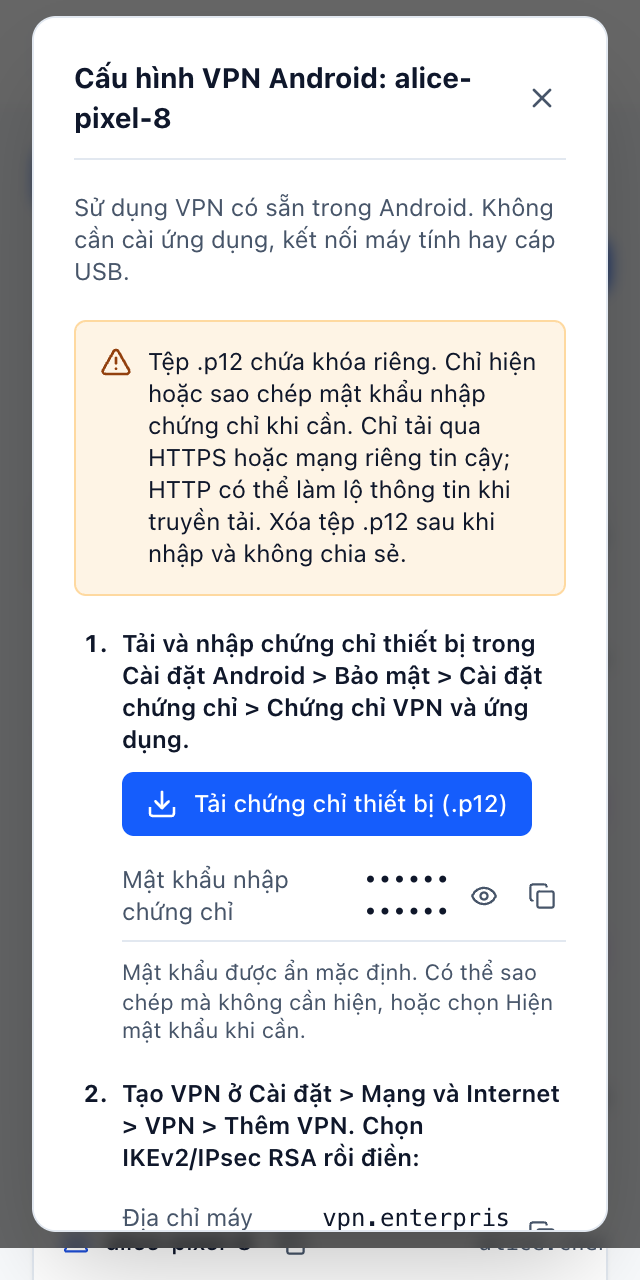 Cấu hình VPN Android: alice-
pixel-8
Sử dụng VPN có sẵn trong Android. Không
cần cài ứng dụng, kết nối máy tính hay cáp
USB.
Tệp .p12 chứa khóa riêng. Chỉ hiện
hoặc sao chép mật khẩu nhập
chứng chỉ khi cần. Chỉ tải qua
HTTPS hoặc mạng riêng tin cậy;
HTTP có thể làm lộ thông tin khi
truyền tải. Xóa tệp .p12 sau khi
nhập và không chia sẻ.
1. Tải và nhập chứng chỉ thiết bị trong
Cài đặt Android > Bảo mật > Cài đặt
chứng chỉ > Chứng chỉ VPN và ứng
dụng.
Tải chứng chỉ thiết bị (.p12)
Mật khẩu nhập ••••••
chứng chỉ ••••••
Mật khẩu được ẩn mặc định. Có thể sao
chép mà không cần hiện, hoặc chọn Hiện
mật khẩu khi cần.
2. Tạo VPN ở Cài đặt > Mạng và Internet
> VPN > Thêm VPN. Chọn
IKEv2/IPsec RSA rồi điền:
Địa chỉ máy vpn.enterpris